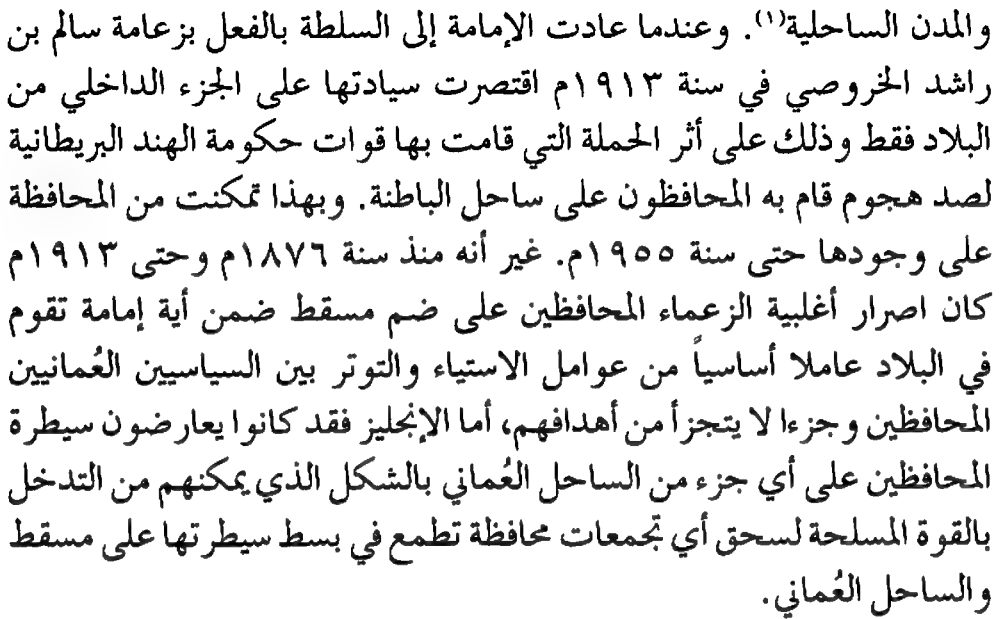 والمدن الساحلية(١). وعندما عادت الإمامة إلى السلطة بالفعل بزعامة سالم بن
راشد الخروصي في سنة ١٩١٣م اقتصرت سيادتها على الجزء الداخلي من
البلاد فقط وذلك على أثر الحملة التي قامت بها قوات حكومة الهند البريطانية
لصد هجوم قام به المحافظون على ساحل الباطنة. وبهذا تمكنت من المحافظة
على وجودها حتى سنة ١٩٥٥م. غير أنه منذ سنة ١٨٧٦م وحتى ١٩١٣م
كان اصرار أغلبية الزعماء المحافظين على ضم مسقط ضمن أية إمامة تقوم
في البلاد عاملا أساسياً من عوامل الاستياء والتوتر بين السياسيين العُمانيين
المحافظين وجزءا لا يتجزأ من أهدافهم، أما الإنجليز فقد كانوا يعارضون سيطرة
المحافظين على أي جزء من الساحل العُماني بالشكل الذي يمكنهم من التدخل
بالقوة المسلحة لسحق أي تجمعات محافظة تطمع في بسط سيطرتها على مسقط
والساحل العُماني.